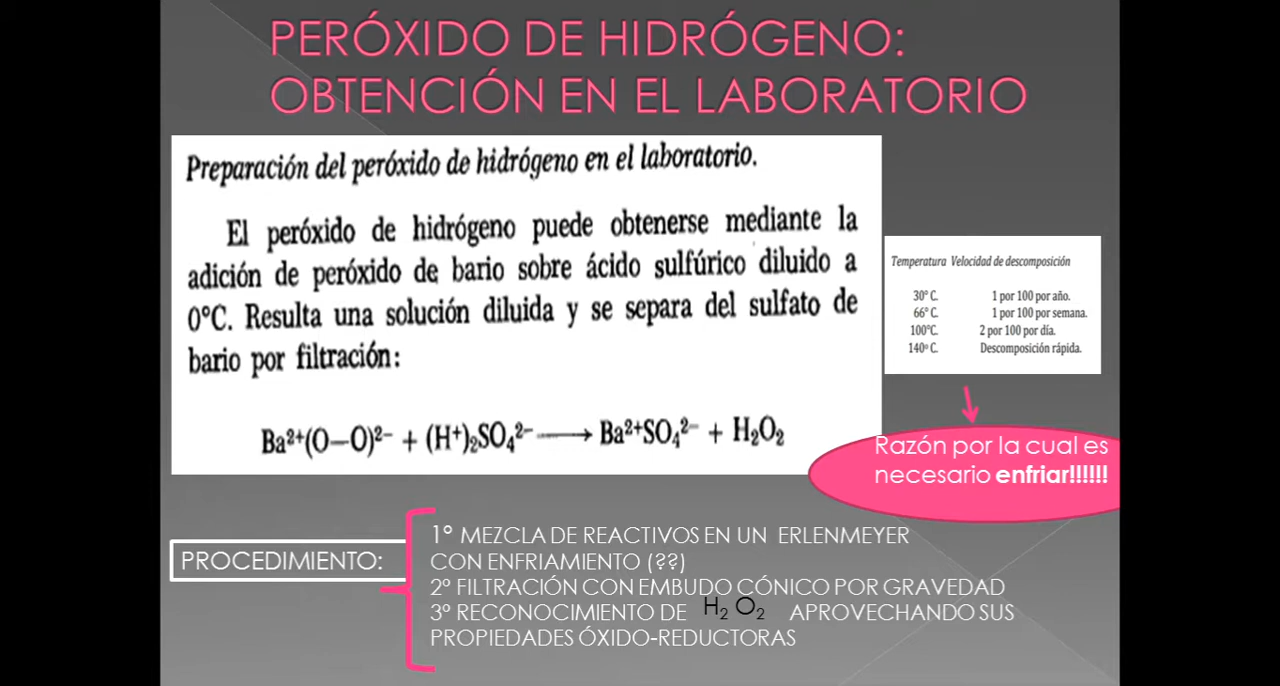 PERÓXIDO DE HIDRÓGENO:
OBTENCIÓN EN EL LABORATORIO
Preparación del peróxido de hidrógeno en el laboratorio.
El peróxido de hidrógeno puede obtenerse mediante la
adición de peróxido de bario sobre ácido sulfúrico diluido a
0°C. Resulta una solución diluida y se separa del sulfato de
bario por filtración:
Ba²⁺(O—O)²⁻ + (H⁺)₂SO₄²⁻ ⟶ Ba²⁺SO₄²⁻ + H₂O₂
Temperatura Velocidad de descomposición
30° C. 1 por 100 por año.
66° C. 1 por 100 por semana.
100°C. 2 por 100 por día.
140° C. Descomposición rápida.
Razón por la cual es
necesario enfriar!!!!!!
PROCEDIMIENTO:
1° MEZCLA DE REACTIVOS EN UN ERLENMEYER
CON ENFRIAMIENTO (??)
2° FILTRACIÓN CON EMBUDO CÓNICO POR GRAVEDAD
3° RECONOCIMIENTO DE H₂ O₂ APROVECHANDO SUS
PROPIEDADES ÓXIDO-REDUCTORAS